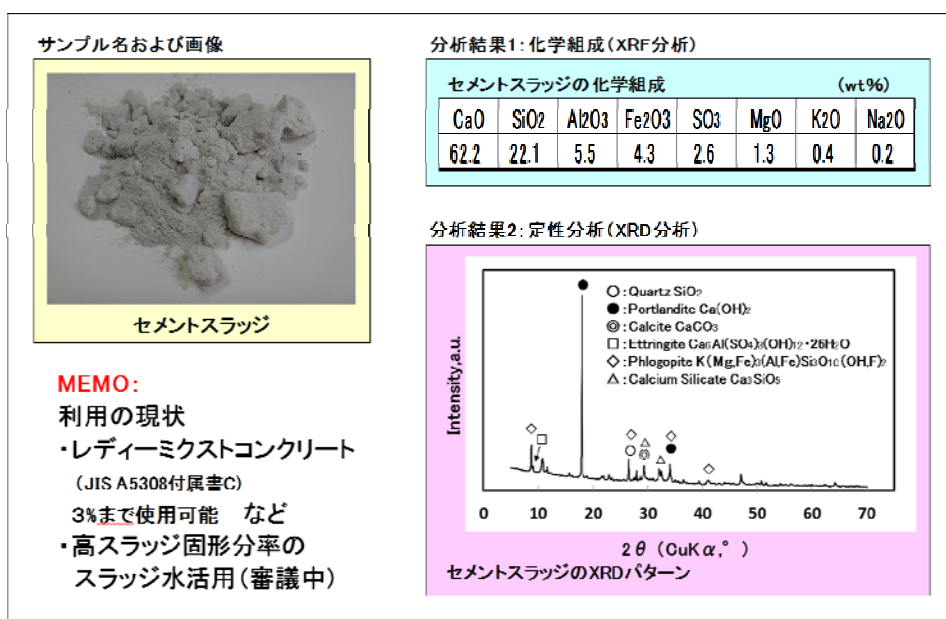 サンプル名および画像
セメントスラッジ
MEMO:
利用の現状
・レディーミクストコンクリート
(JIS A5308付属書C)
3%まで使用可能 など
・高スラッジ固形分率の
スラッジ水活用(審議中)
分析結果1:化学組成(XRF分析)
セメントスラッジの化学組成 (wt%)
CaO SiO2 Al2O3 Fe2O3 SO3 MgO K2O Na2O
62.2 22.1 5.5 4.3 2.6 1.3 0.4 0.2
分析結果2:定性分析(XRD分析)
Intensity,a.u.
○:Quartz SiO2
●:Portlandite Ca(OH)2
◎:Calcite CaCO3
□:Ettringite Ca6Al(SO4)3(OH)12・26H2O
◇:Phlogopite K(Mg,Fe)3(Al,Fe)Si3O10(OH,F)2
△:Calcium Silicate Ca3SiO5
0 10 20 30 40 50 60 70
2θ (CuKα,°)
セメントスラッジのXRDパターン